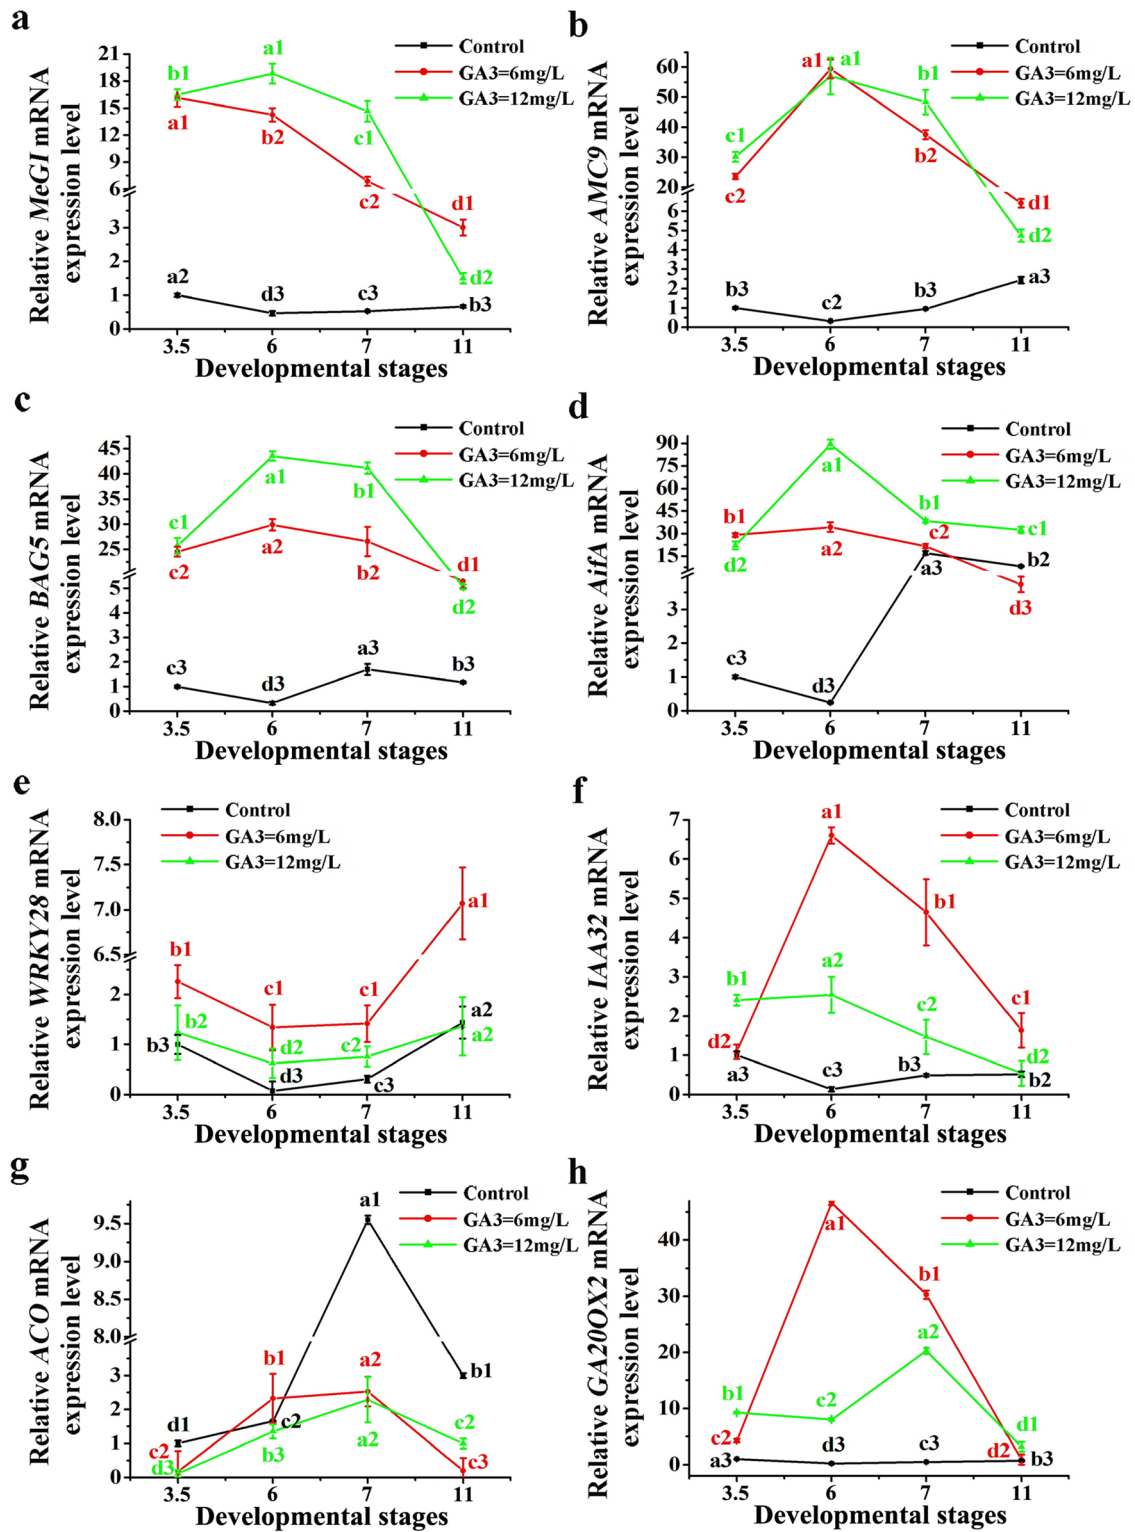 a
Relative MeGI mRNA
expression level
21
18
15
12
9
6
3
2
1
0
Control
GA3=6mg/L
GA3=12mg/L
b1
a1
a1
b2
c1
c2
d1
d2
a2
d3
c3
b3
3.5 6 7 11
Developmental stages
b
Relative AMC9 mRNA
expression level
60
50
40
30
20
6
5
4
3
2
1
0
Control
GA3=6mg/L
GA3=12mg/L
a1 a1
b1
c1
c2
b2
d1
d2
b3
c2
b3
a3
3.5 6 7 11
Developmental stages
c
Relative BAG5 mRNA
expression level
45
40
35
30
25
5
4
3
2
1
0
Control
GA3=6mg/L
GA3=12mg/L
c1
a1
b1
c2
a2
b2
d1
d2
c3
d3
a3
b3
3.5 6 7 11
Developmental stages
d
Relative AifA mRNA
expression level
90
75
60
45
30
15
3
2
1
0
Control
GA3=6mg/L
GA3=12mg/L
b1
d2
a1
a2
b1
c2
a3
c1
b2
d3
c3
d3
3.5 6 7 11
Developmental stages
e
Relative WRKY28 mRNA
expression level
8.0
7.5
7.0
6.5
2
1
0
Control
GA3=6mg/L
GA3=12mg/L
b1
b2
b3
c1
d2
d3
c1
c2
c3
a1
a2
a2
3.5 6 7 11
Developmental stages
f
Relative IAA32 mRNA
expression level
7
6
5
4
3
2
1
0
Control
GA3=6mg/L
GA3=12mg/L
a1
b1
b1
a2
c2
c1
d2
a3
c3
b3
d2
b2
3.5 6 7 11
Developmental stages
g
Relative ACO mRNA
expression level
9.5
9.0
8.5
8.0
3
2
1
0
Control
GA3=6mg/L
GA3=12mg/L
a1
b1
a2
b1
d1
c2
d3
c2
b3
a2
c2
c3
3.5 6 7 11
Developmental stages
h
Relative GA20OX2 mRNA
expression level
40
30
20
10
0
Control
GA3=6mg/L
GA3=12mg/L
a1
b1
a2
b1
c2
c2
a3
d3
c3
d1
d2
b3
3.5 6 7 11
Developmental stages